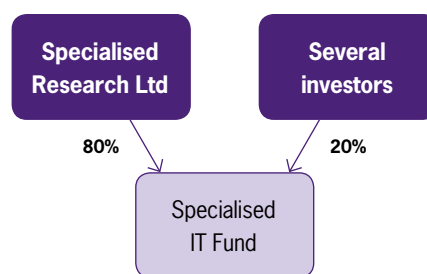 Specialised
Research Ltd
Several
investors
80%
20%
Specialised
IT Fund